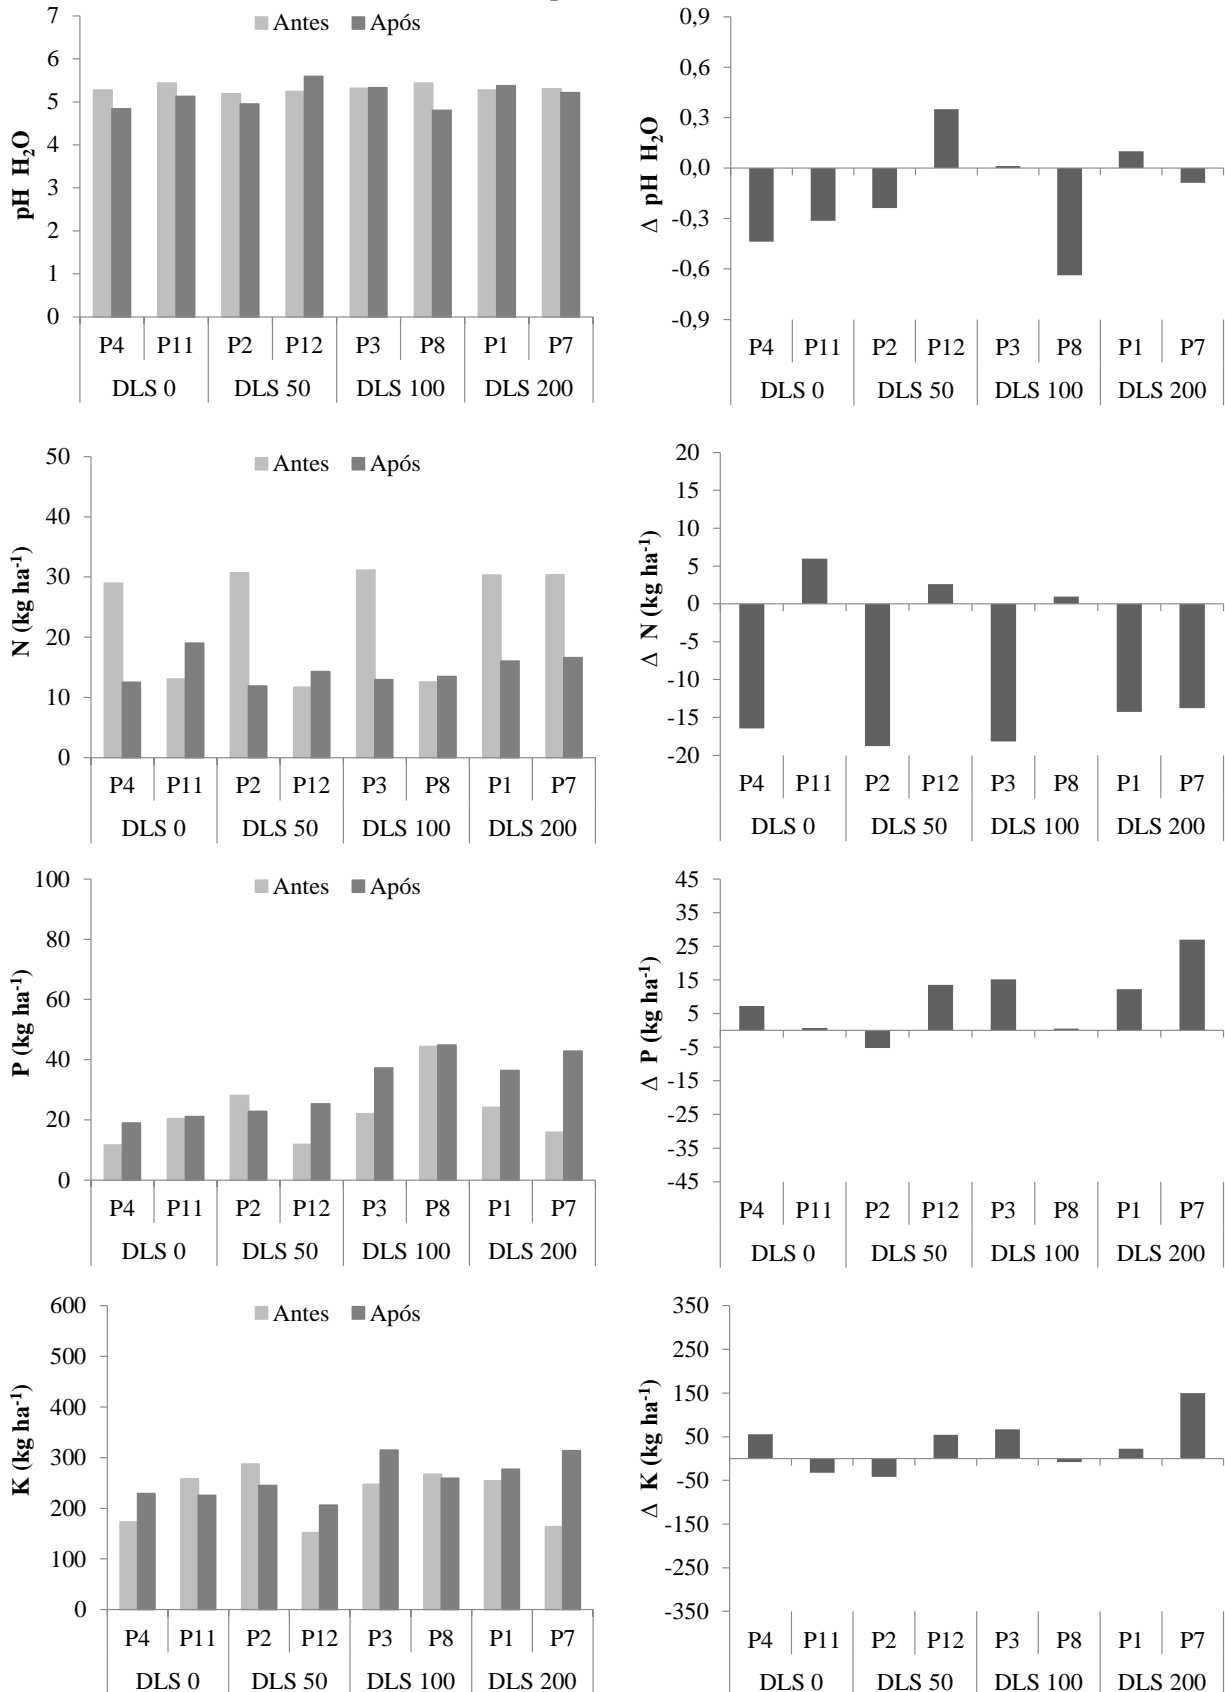 7
6
5
4
3
2
1
0
pH H₂O
Antes Após
P4 P11 P2 P12 P3 P8 P1 P7
DLS 0 DLS 50 DLS 100 DLS 200
0,9
0,6
0,3
0,0
-0,3
-0,6
-0,9
Δ pH H₂O
P4 P11 P2 P12 P3 P8 P1 P7
DLS 0 DLS 50 DLS 100 DLS 200
50
40
30
20
10
0
N (kg ha⁻¹)
Antes Após
P4 P11 P2 P12 P3 P8 P1 P7
DLS 0 DLS 50 DLS 100 DLS 200
20
15
10
5
0
-5
-10
-15
-20
Δ N (kg ha⁻¹)
P4 P11 P2 P12 P3 P8 P1 P7
DLS 0 DLS 50 DLS 100 DLS 200
100
80
60
40
20
0
P (kg ha⁻¹)
Antes Após
P4 P11 P2 P12 P3 P8 P1 P7
DLS 0 DLS 50 DLS 100 DLS 200
45
35
25
15
5
-5
-15
-25
-35
-45
Δ P (kg ha⁻¹)
P4 P11 P2 P12 P3 P8 P1 P7
DLS 0 DLS 50 DLS 100 DLS 200
600
500
400
300
200
100
0
K (kg ha⁻¹)
Antes Após
P4 P11 P2 P12 P3 P8 P1 P7
DLS 0 DLS 50 DLS 100 DLS 200
350
250
150
50
-50
-150
-250
-350
Δ K (kg ha⁻¹)
P4 P11 P2 P12 P3 P8 P1 P7
DLS 0 DLS 50 DLS 100 DLS 200